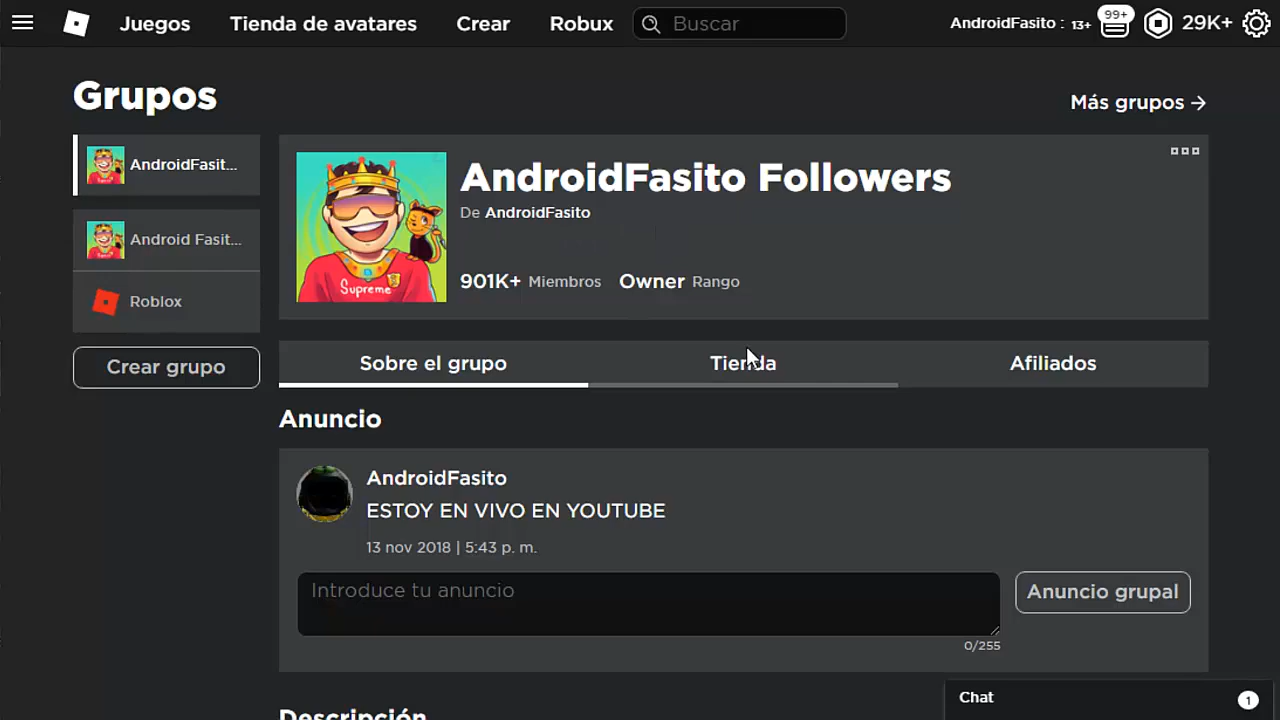 Juegos Tienda de avatares Crear Robux Buscar AndroidFasito : 13+ 99+ 29K+
Grupos
Más grupos →
AndroidFasit...
Android Fasit...
Roblox
Crear grupo
Supreme
AndroidFasito Followers
De AndroidFasito
901K+ Miembros Owner Rango
Sobre el grupo Tienda Afiliados
Anuncio
AndroidFasito
ESTOY EN VIVO EN YOUTUBE
13 nov 2018 | 5:43 p. m.
Introduce tu anuncio
Anuncio grupal
0/255
Descripción
Chat 1